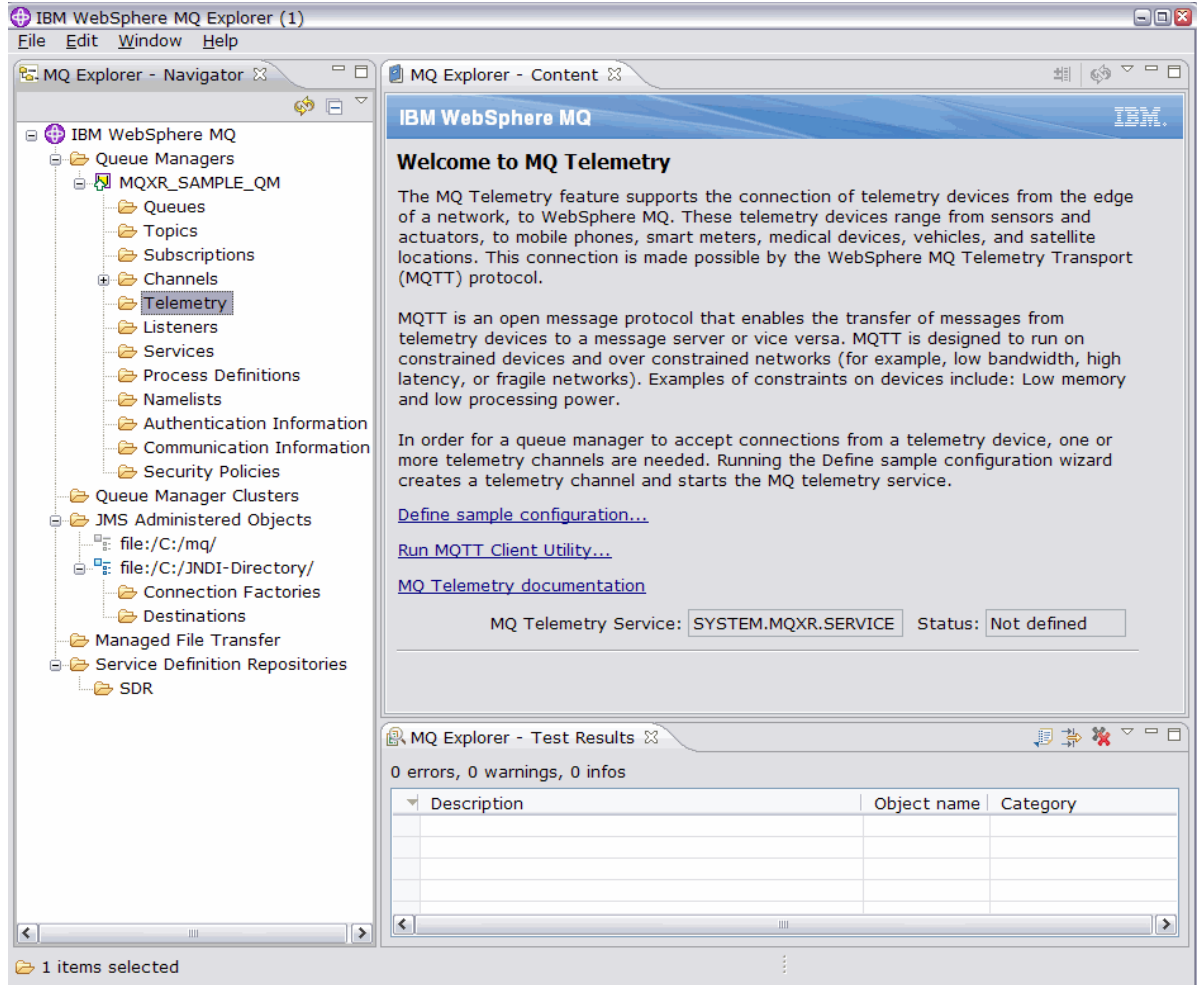 IBM WebSphere MQ Explorer (1)
File Edit Window Help
MQ Explorer - Navigator
IBM WebSphere MQ
Queue Managers
MQXR_SAMPLE_QM
Queues
Topics
Subscriptions
Channels
Telemetry
Listeners
Services
Process Definitions
Namelists
Authentication Information
Communication Information
Security Policies
Queue Manager Clusters
JMS Administered Objects
file:/C:/mq/
file:/C:/JNDI-Directory/
Connection Factories
Destinations
Managed File Transfer
Service Definition Repositories
SDR
MQ Explorer - Content
IBM WebSphere MQ
IBM.
Welcome to MQ Telemetry
The MQ Telemetry feature supports the connection of telemetry devices from the edge
of a network, to WebSphere MQ. These telemetry devices range from sensors and
actuators, to mobile phones, smart meters, medical devices, vehicles, and satellite
locations. This connection is made possible by the WebSphere MQ Telemetry Transport
(MQTT) protocol.
MQTT is an open message protocol that enables the transfer of messages from
telemetry devices to a message server or vice versa. MQTT is designed to run on
constrained devices and over constrained networks (for example, low bandwidth, high
latency, or fragile networks). Examples of constraints on devices include: Low memory
and low processing power.
In order for a queue manager to accept connections from a telemetry device, one or
more telemetry channels are needed. Running the Define sample configuration wizard
creates a telemetry channel and starts the MQ telemetry service.
Define sample configuration...
Run MQTT Client Utility...
MQ Telemetry documentation
MQ Telemetry Service: SYSTEM.MQXR.SERVICE Status: Not defined
MQ Explorer - Test Results
0 errors, 0 warnings, 0 infos
Description Object name Category
1 items selected